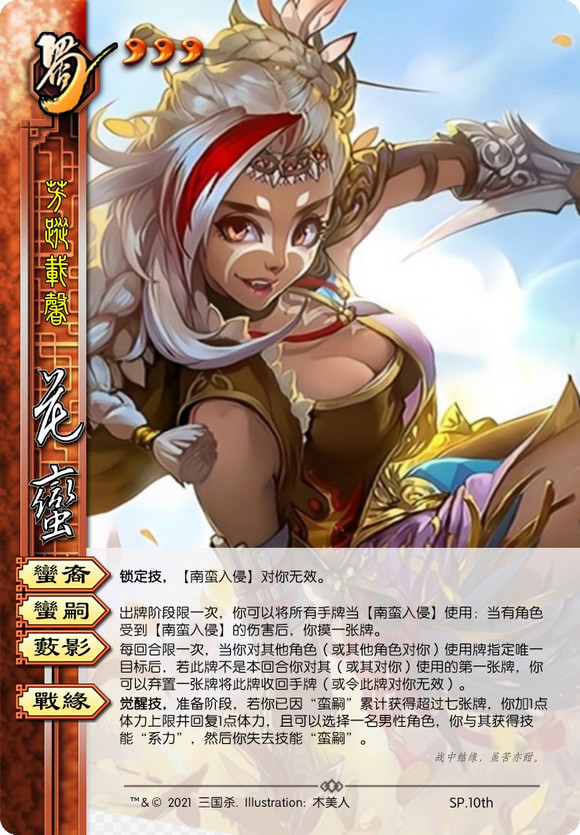 蜀
芳蹤載馨
花蠻
蠻裔
锁定技，【南蛮入侵】对你无效。
蠻嗣
出牌阶段限一次，你可以将所有手牌当【南蛮入侵】使用；当有角色
受到【南蛮入侵】的伤害后，你摸一张牌。
藪影
每回合限一次，当你对其他角色（或其他角色对你）使用牌指定唯一
目标后，若此牌不是本回合你对其（或其对你）使用的第一张牌，你
可以弃置一张牌将此牌收回手牌（或令此牌对你无效）。
戰緣
觉醒技，准备阶段，若你已因“蛮嗣”累计获得超过七张牌，你加1点
体力上限并回复1点体力，且可以选择一名男性角色，你与其获得技
能“系力”，然后你失去技能“蛮嗣”。
战中结缘，虽苦亦甜。
™&© 2021 三国杀. Illustration: 木美人
SP.10th